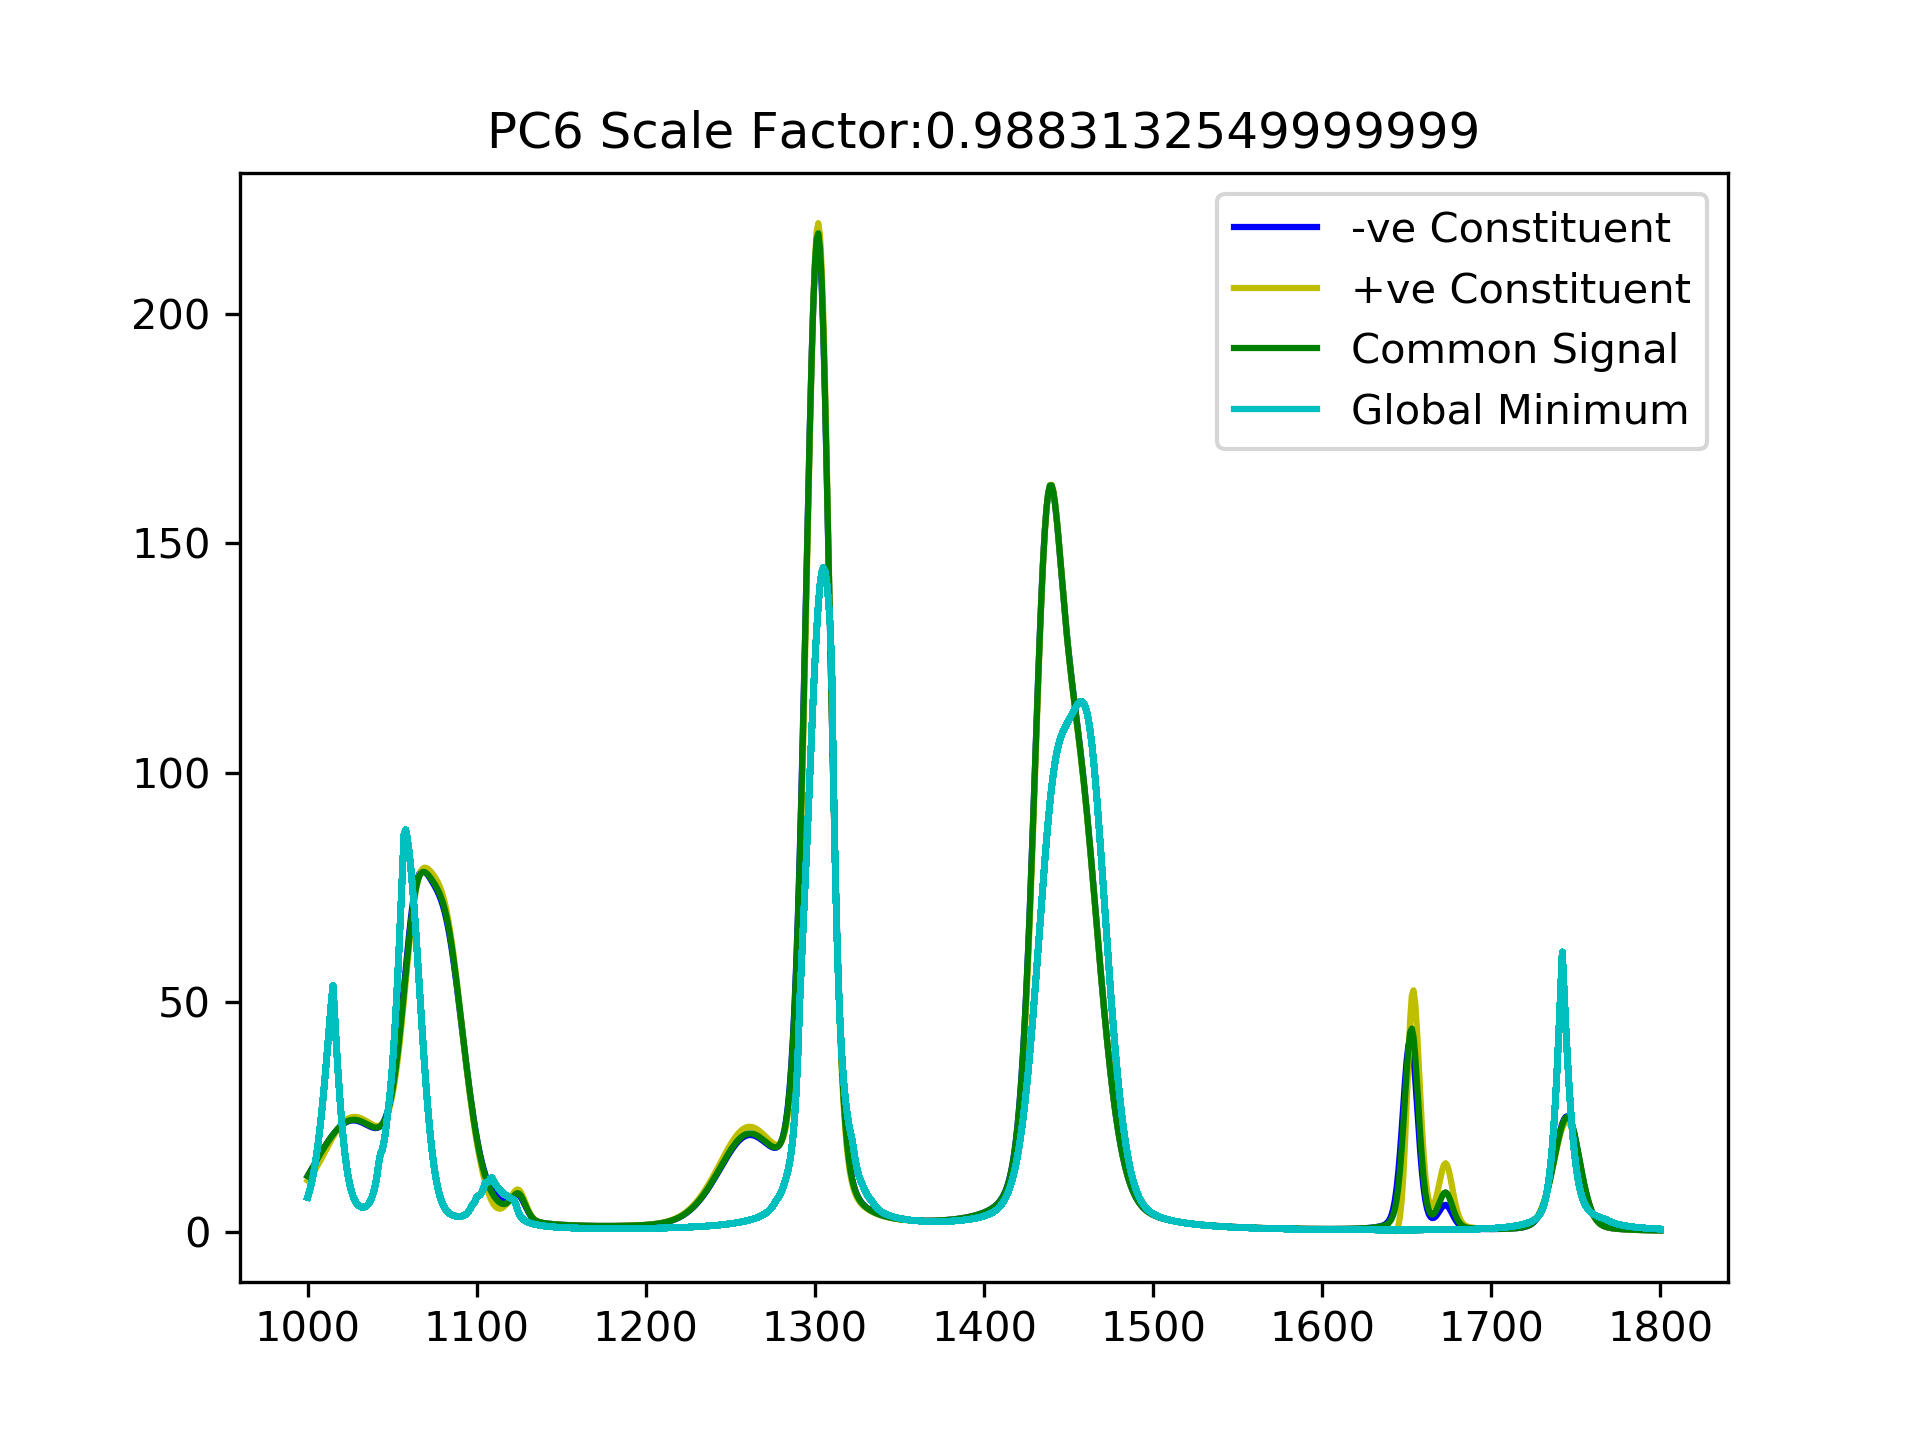 PC6 Scale Factor:0.9883132549999999
-ve Constituent
+ve Constituent
Common Signal
Global Minimum
200
150
100
50
0
1000 1100 1200 1300 1400 1500 1600 1700 1800